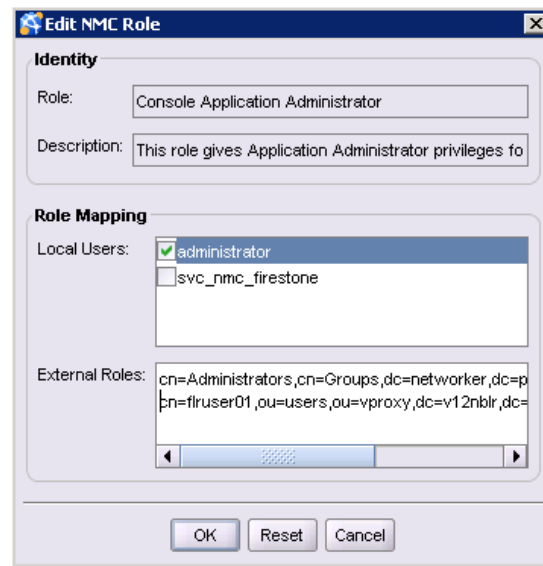 Edit NMC Role
Identity
Role: Console Application Administrator
Description: This role gives Application Administrator privileges fo
Role Mapping
Local Users: administrator
svc_nmc_firestone
External Roles: cn=Administrators,cn=Groups,dc=networker,dc=p
cn=flruser01,ou=users,ou=vproxy,dc=v12nblr,dc=
OK Reset Cancel